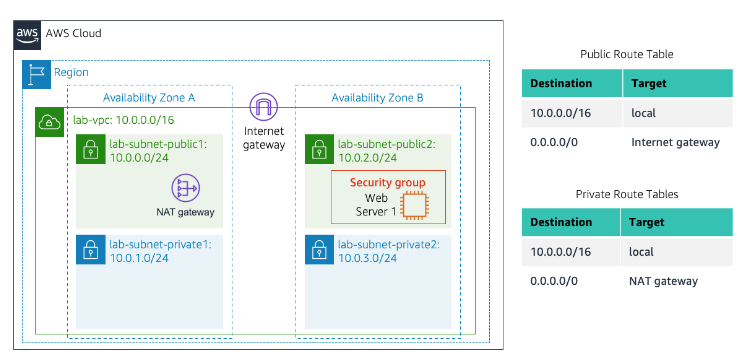 aws
AWS Cloud
Region
Availability Zone A
Availability Zone B
lab-vpc: 10.0.0.0/16
Internet
gateway
lab-subnet-public1:
10.0.0.0/24
NAT gateway
lab-subnet-public2:
10.0.2.0/24
Security group
Web
Server 1
lab-subnet-private1:
10.0.1.0/24
lab-subnet-private2:
10.0.3.0/24
Public Route Table
Destination Target
10.0.0.0/16 local
0.0.0.0/0 Internet gateway
Private Route Tables
Destination Target
10.0.0.0/16 local
0.0.0.0/0 NAT gateway